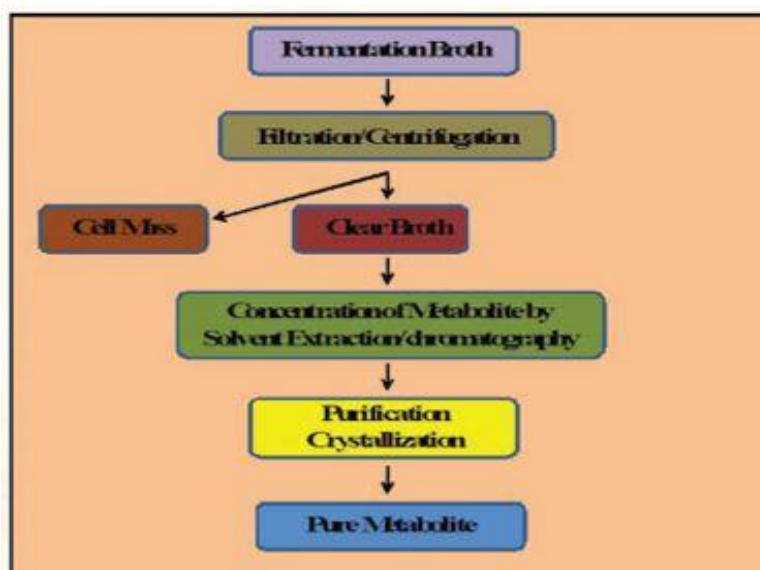 Fermentation Broth
Filtration/Centrifugation
Cell Mass
Clear Broth
Concentration of Metabolite by
Solvent Extraction/chromatography
Purification
Crystallization
Pure Metabolite